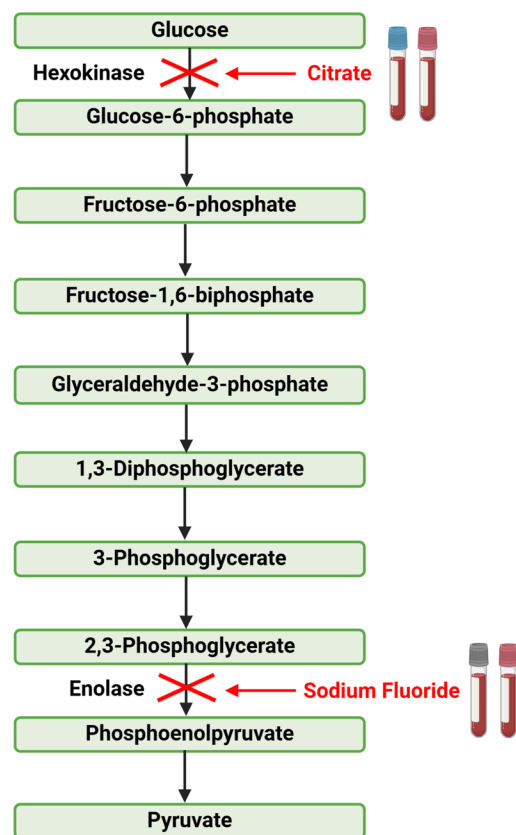 Glucose
Hexokinase
Citrate
Glucose-6-phosphate
Fructose-6-phosphate
Fructose-1,6-biphosphate
Glyceraldehyde-3-phosphate
1,3-Diphosphoglycerate
3-Phosphoglycerate
2,3-Phosphoglycerate
Enolase
Sodium Fluoride
Phosphoenolpyruvate
Pyruvate